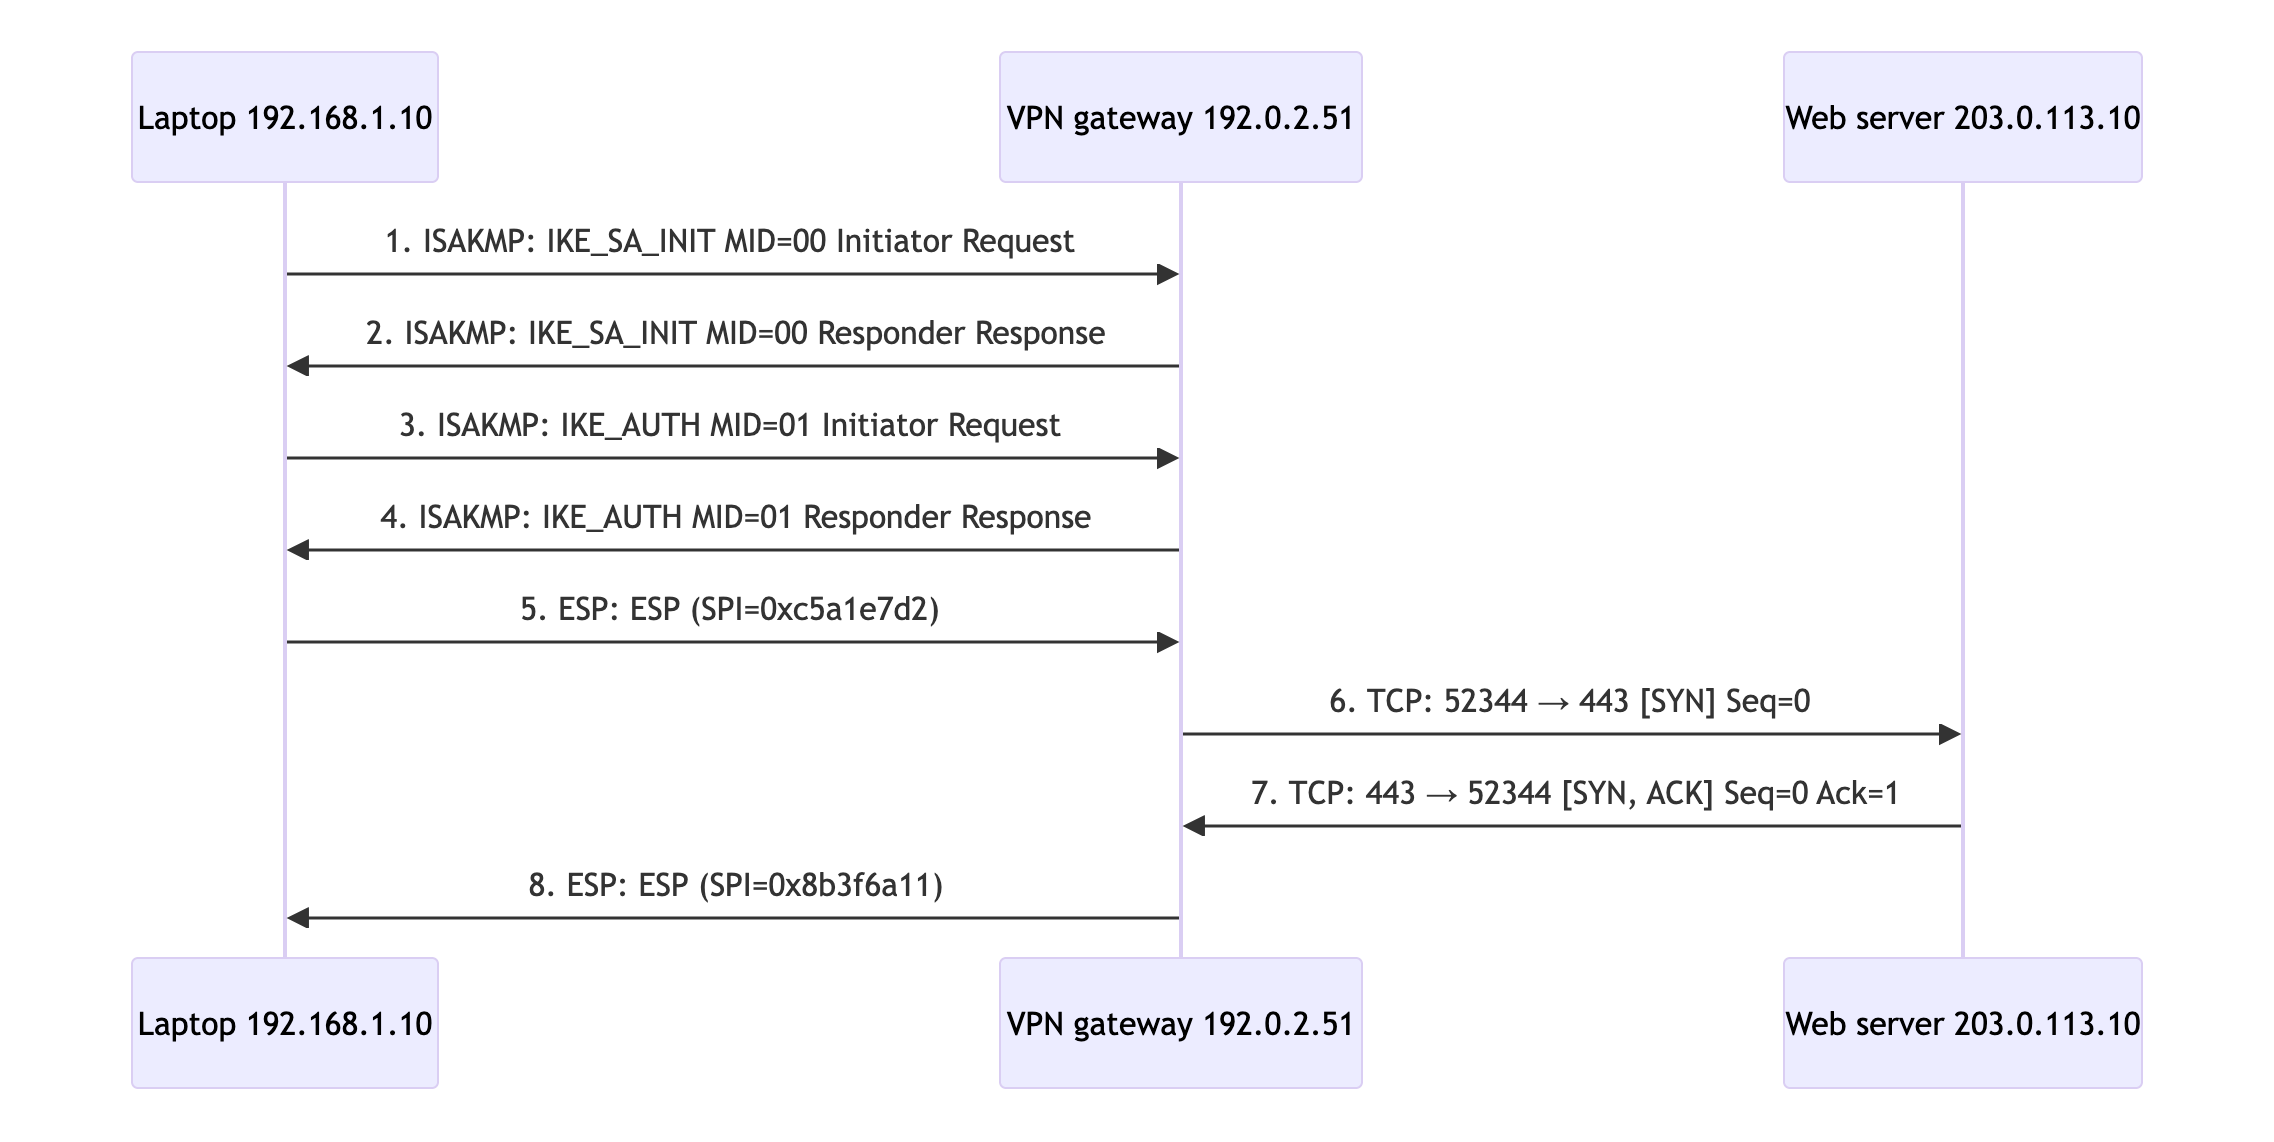 Laptop 192.168.1.10
VPN gateway 192.0.2.51
Web server 203.0.113.10
1. ISAKMP: IKE_SA_INIT MID=00 Initiator Request
2. ISAKMP: IKE_SA_INIT MID=00 Responder Response
3. ISAKMP: IKE_AUTH MID=01 Initiator Request
4. ISAKMP: IKE_AUTH MID=01 Responder Response
5. ESP: ESP (SPI=0xc5a1e7d2)
6. TCP: 52344 → 443 [SYN] Seq=0
7. TCP: 443 → 52344 [SYN, ACK] Seq=0 Ack=1
8. ESP: ESP (SPI=0x8b3f6a11)
Laptop 192.168.1.10
VPN gateway 192.0.2.51
Web server 203.0.113.10